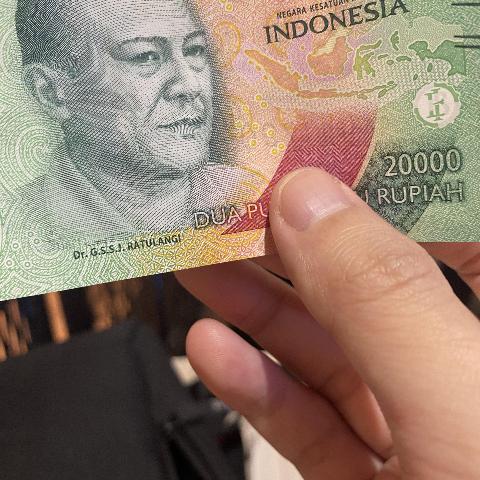 NEGARA KESATUAN
INDONESIA
20000
DUA PU RUPIAH
Dr. G.S.S.J. RATULANGI